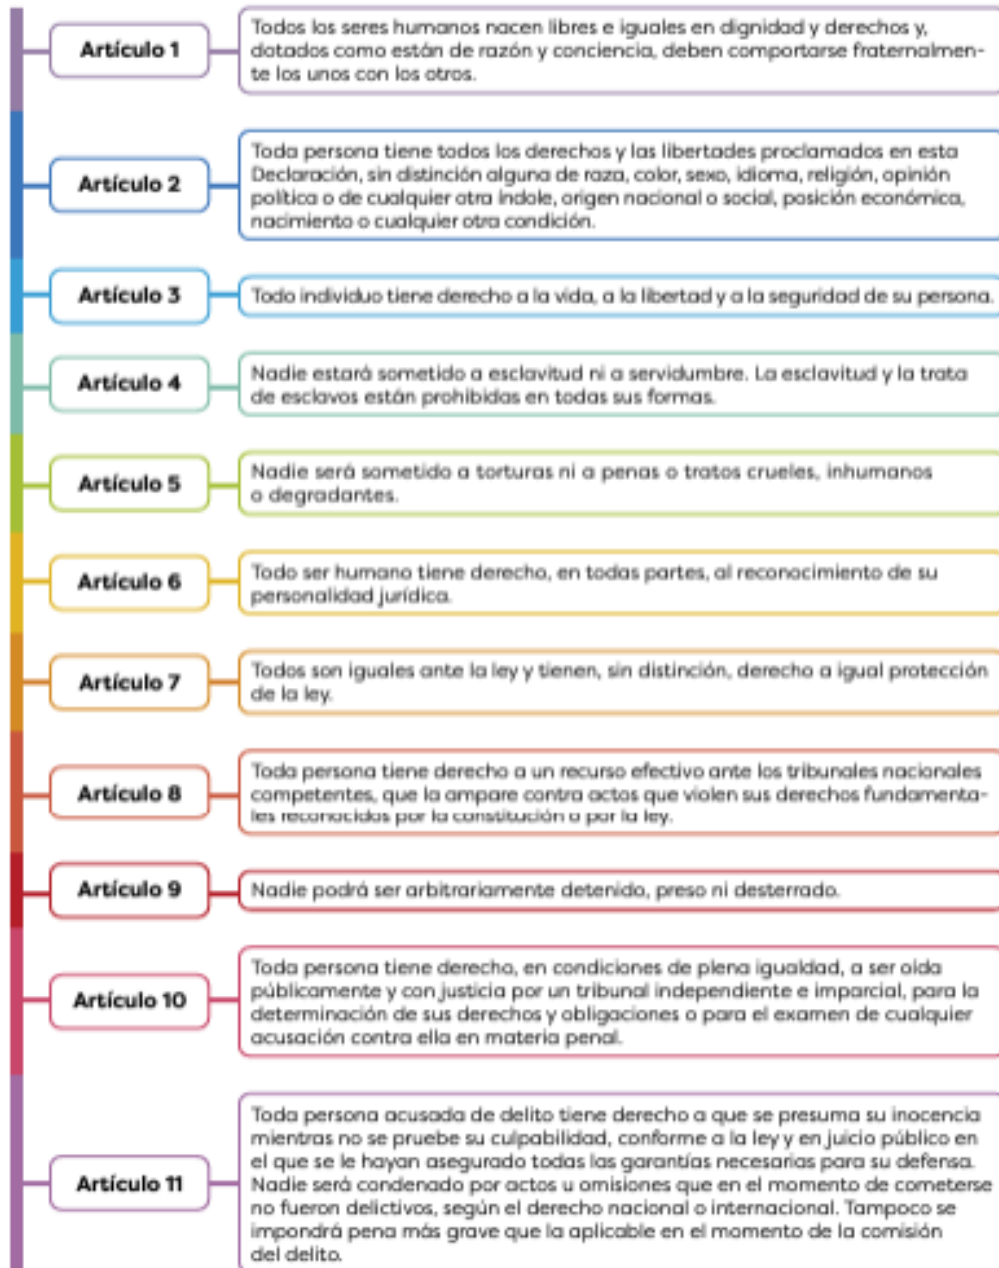 Artículo 1
Todos los seres humanos nacen libres e iguales en dignidad y derechos y,
dotados como están de razón y conciencia, deben comportarse fraternalmen-
te los unos con los otros.
Artículo 2
Toda persona tiene todos los derechos y las libertades proclamados en esta
Declaración, sin distinción alguna de raza, color, sexo, idioma, religión, opinión
política o de cualquier otra índole, origen nacional o social, posición económica,
nacimiento o cualquier otra condición.
Artículo 3
Todo individuo tiene derecho a la vida, a la libertad y a la seguridad de su persona.
Artículo 4
Nadie estará sometido a esclavitud ni a servidumbre. La esclavitud y la trata
de esclavos están prohibidas en todas sus formas.
Artículo 5
Nadie será sometido a torturas ni a penas o tratos crueles, inhumanos
o degradantes.
Artículo 6
Todo ser humano tiene derecho, en todas partes, al reconocimiento de su
personalidad jurídica.
Artículo 7
Todos son iguales ante la ley y tienen, sin distinción, derecho a igual protección
de la ley.
Artículo 8
Toda persona tiene derecho a un recurso efectivo ante los tribunales nacionales
competentes, que la ampare contra actos que violen sus derechos fundamenta-
les reconocidos por la constitución o por la ley.
Artículo 9
Nadie podrá ser arbitrariamente detenido, preso ni desterrado.
Artículo 10
Toda persona tiene derecho, en condiciones de plena igualdad, a ser oída
públicamente y con justicia por un tribunal independiente e imparcial, para la
determinación de sus derechos y obligaciones o para el examen de cualquier
acusación contra ella en materia penal.
Artículo 11
Toda persona acusada de delito tiene derecho a que se presuma su inocencia
mientras no se pruebe su culpabilidad, conforme a la ley y en juicio público en
el que se le hayan asegurado todas las garantías necesarias para su defensa.
Nadie será condenado por actos u omisiones que en el momento de cometerse
no fueron delictivos, según el derecho nacional o internacional. Tampoco se
impondrá pena más grave que la aplicable en el momento de la comisión
del delito.